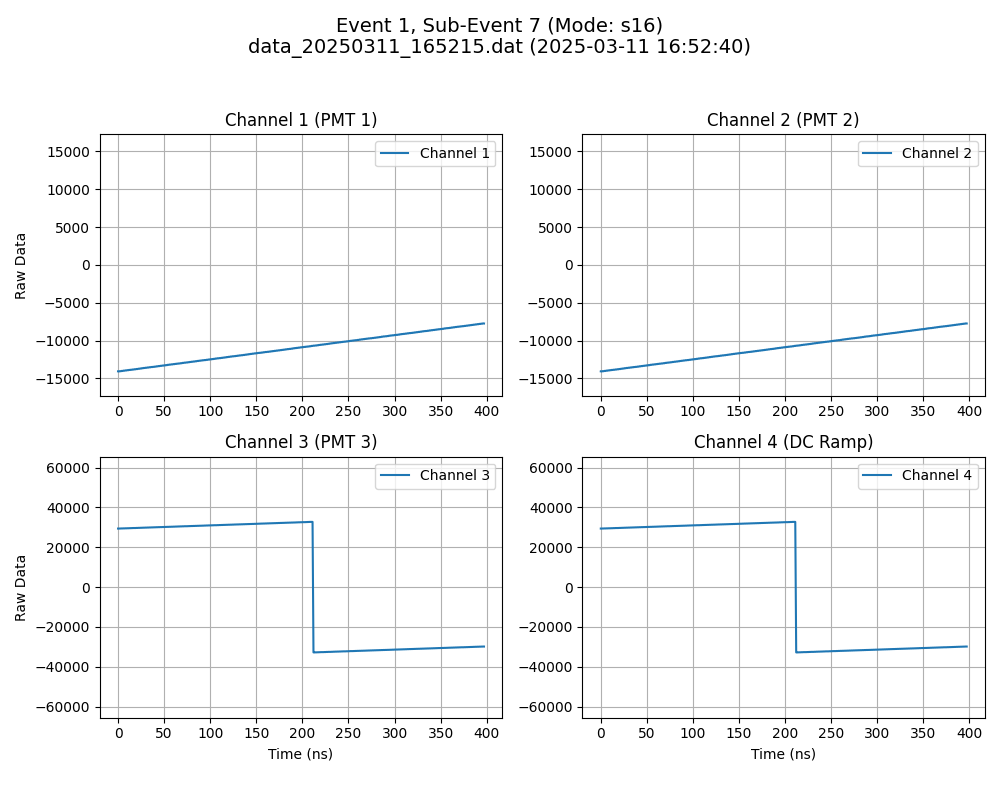 Event 1, Sub-Event 7 (Mode: s16)
data_20250311_165215.dat (2025-03-11 16:52:40)
Channel 1 (PMT 1)
Channel 1
Raw Data
15000
10000
5000
0
−5000
−10000
−15000
0 50 100 150 200 250 300 350 400
Channel 2 (PMT 2)
Channel 2
15000
10000
5000
0
−5000
−10000
−15000
0 50 100 150 200 250 300 350 400
Channel 3 (PMT 3)
Channel 3
Raw Data
60000
40000
20000
0
−20000
−40000
−60000
0 50 100 150 200 250 300 350 400
Time (ns)
Channel 4 (DC Ramp)
Channel 4
60000
40000
20000
0
−20000
−40000
−60000
0 50 100 150 200 250 300 350 400
Time (ns)